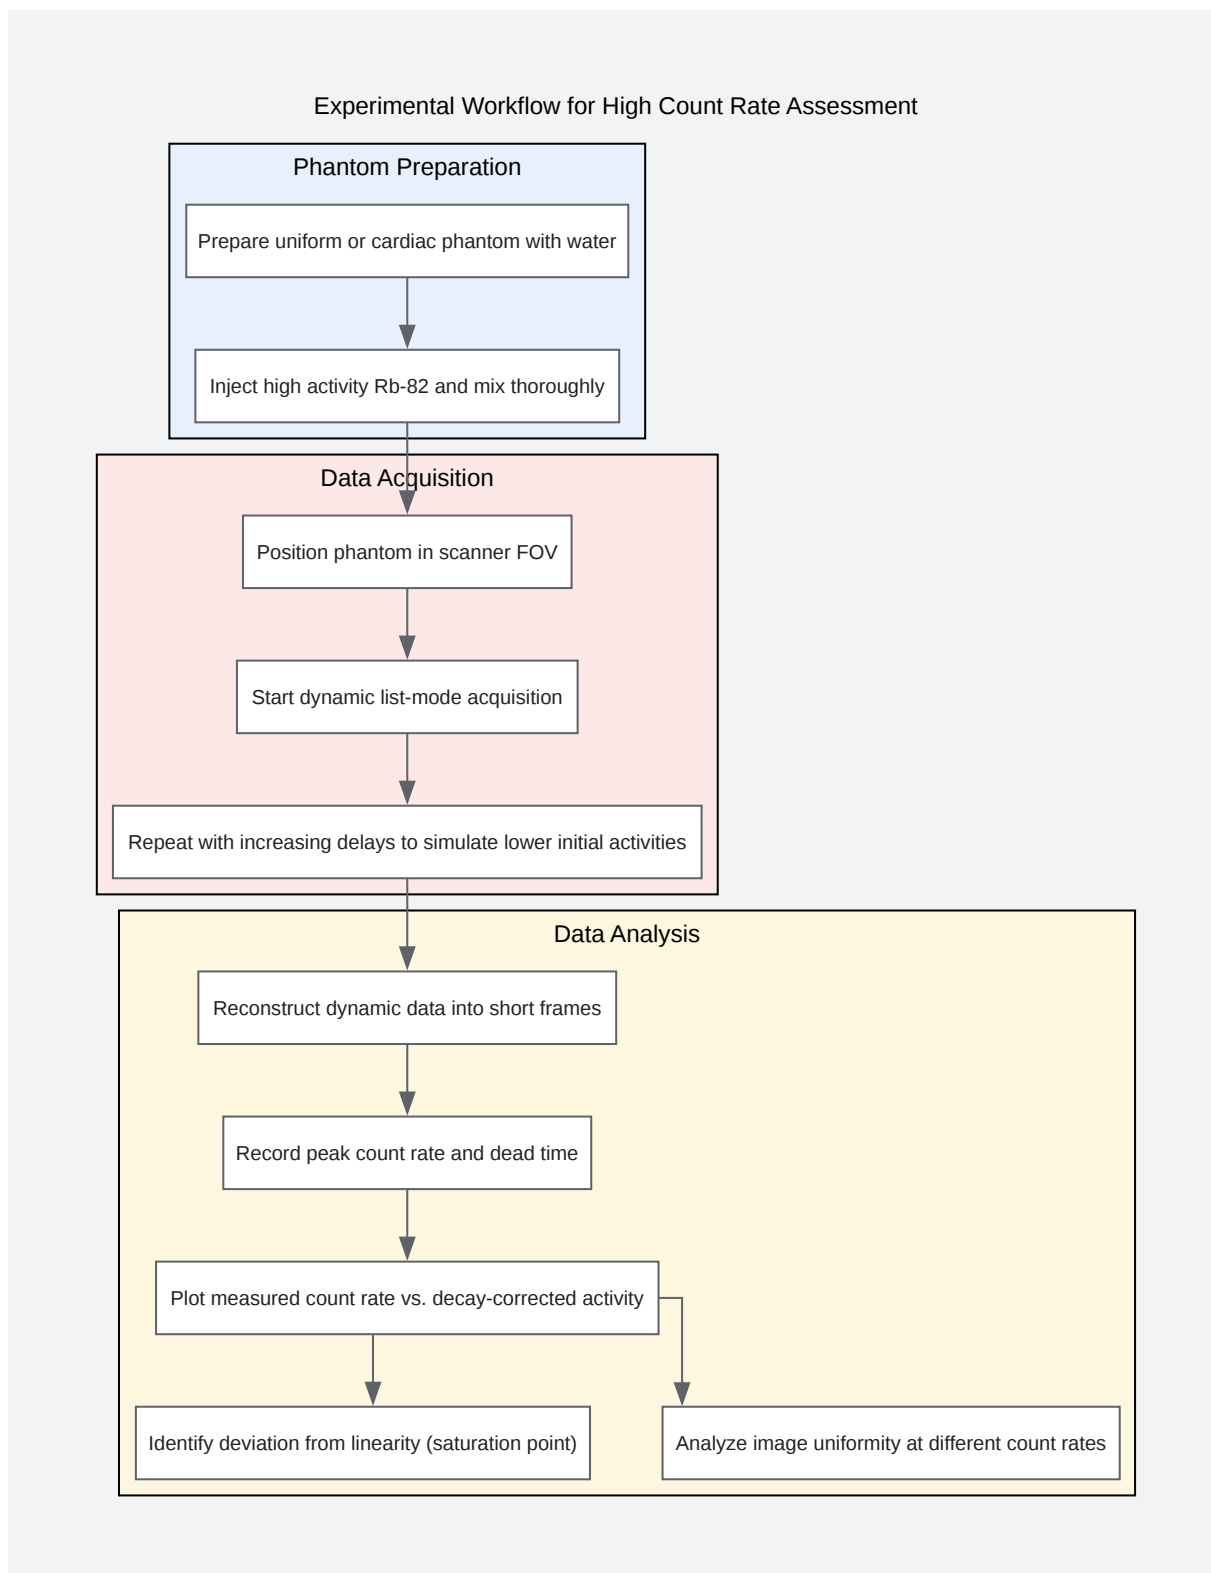 Experimental Workflow for High Count Rate Assessment
Phantom Preparation
Prepare uniform or cardiac phantom with water
Inject high activity Rb-82 and mix thoroughly
Data Acquisition
Position phantom in scanner FOV
Start dynamic list-mode acquisition
Repeat with increasing delays to simulate lower initial activities
Data Analysis
Reconstruct dynamic data into short frames
Record peak count rate and dead time
Plot measured count rate vs. decay-corrected activity
Identify deviation from linearity (saturation point)
Analyze image uniformity at different count rates